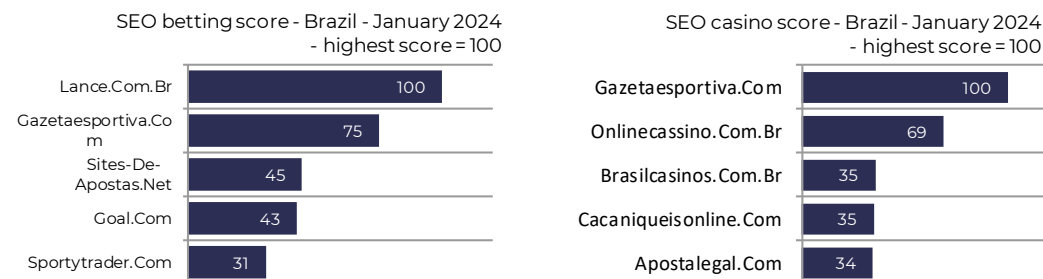 SEO betting score - Brazil - January 2024
- highest score = 100
Lance.Com.Br
100
Gazetaesportiva.Co
m
75
Sites-De-
Apostas.Net
45
Goal.Com
43
Sportytrader.Com
31
SEO casino score - Brazil - January 2024
- highest score = 100
Gazetaesportiva.Com
100
Onlinecassino.Com.Br
69
Brasilcasinos.Com.Br
35
Cacaniqueisonline.Com
35
Apostalegal.Com
34